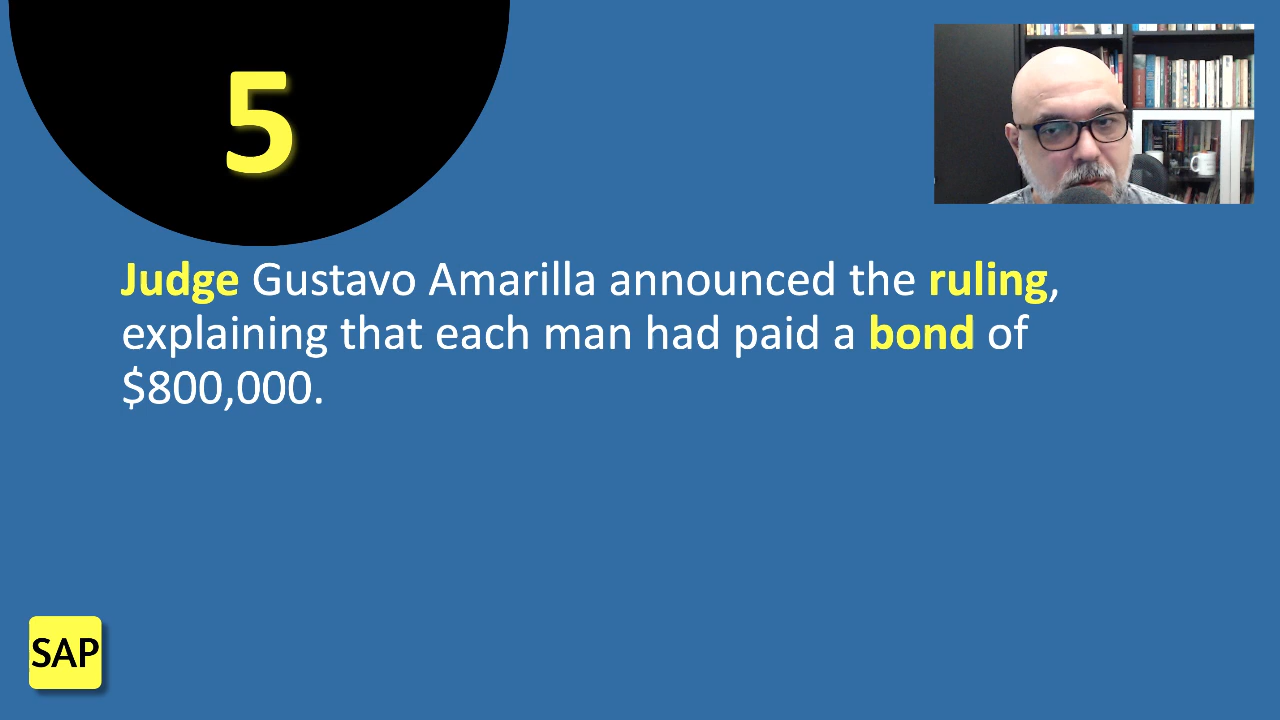 5
Judge Gustavo Amarilla announced the ruling,
explaining that each man had paid a bond of
$800,000.
SAP